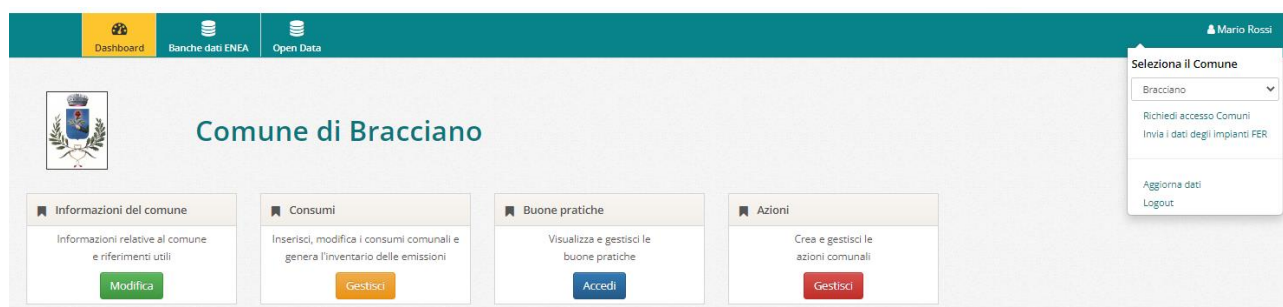 Dashboard
Banche dati ENEA
Open Data
Mario Rossi
Seleziona il Comune
Bracciano
Richiedi accesso Comuni
Invia i dati degli impianti FER
Aggiorna dati
Logout
Comune di Bracciano
Informazioni del comune
Informazioni relative al comune
e riferimenti utili
Modifica
Consumi
Inserisci, modifica i consumi comunali e
genera l'inventario delle emissioni
Gestisci
Buone pratiche
Visualizza e gestisci le
buone pratiche
Accedi
Azioni
Crea e gestisci le
azioni comunali
Gestisci